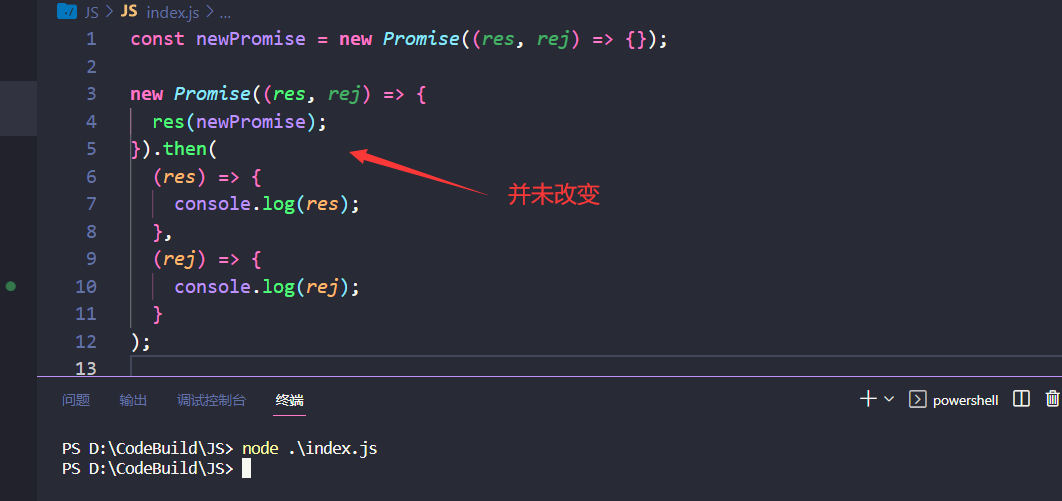 JS > JS index.js > ...
1 const newPromise = new Promise((res, rej) => {});
2
3 new Promise((res, rej) => {
4 res(newPromise);
5 }).then(
6 (res) => {
7 console.log(res);
8 },
9 (rej) => {
10 console.log(rej);
11 }
12 );
13
并未改变
问题 输出 调试控制台 终端 powershell
PS D:\CodeBuild\JS> node .\index.js
PS D:\CodeBuild\JS>